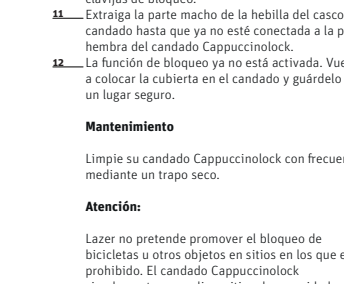 clavijas de bloqueo.
11 Extraiga la parte macho de la hebilla del casco
candado hasta que ya no esté conectada a la p
hembra del candado Cappuccinolock.
12 La función de bloqueo ya no está activada. Vue
a colocar la cubierta en el candado y guárdelo
un lugar seguro.
Mantenimiento
Limpie su candado Cappuccinolock con frecuer
mediante un trapo seco.
Atención:
Lazer no pretende promover el bloqueo de
bicicletas u otros objetos en sitios en los que e
prohibido. El candado Cappuccinolock